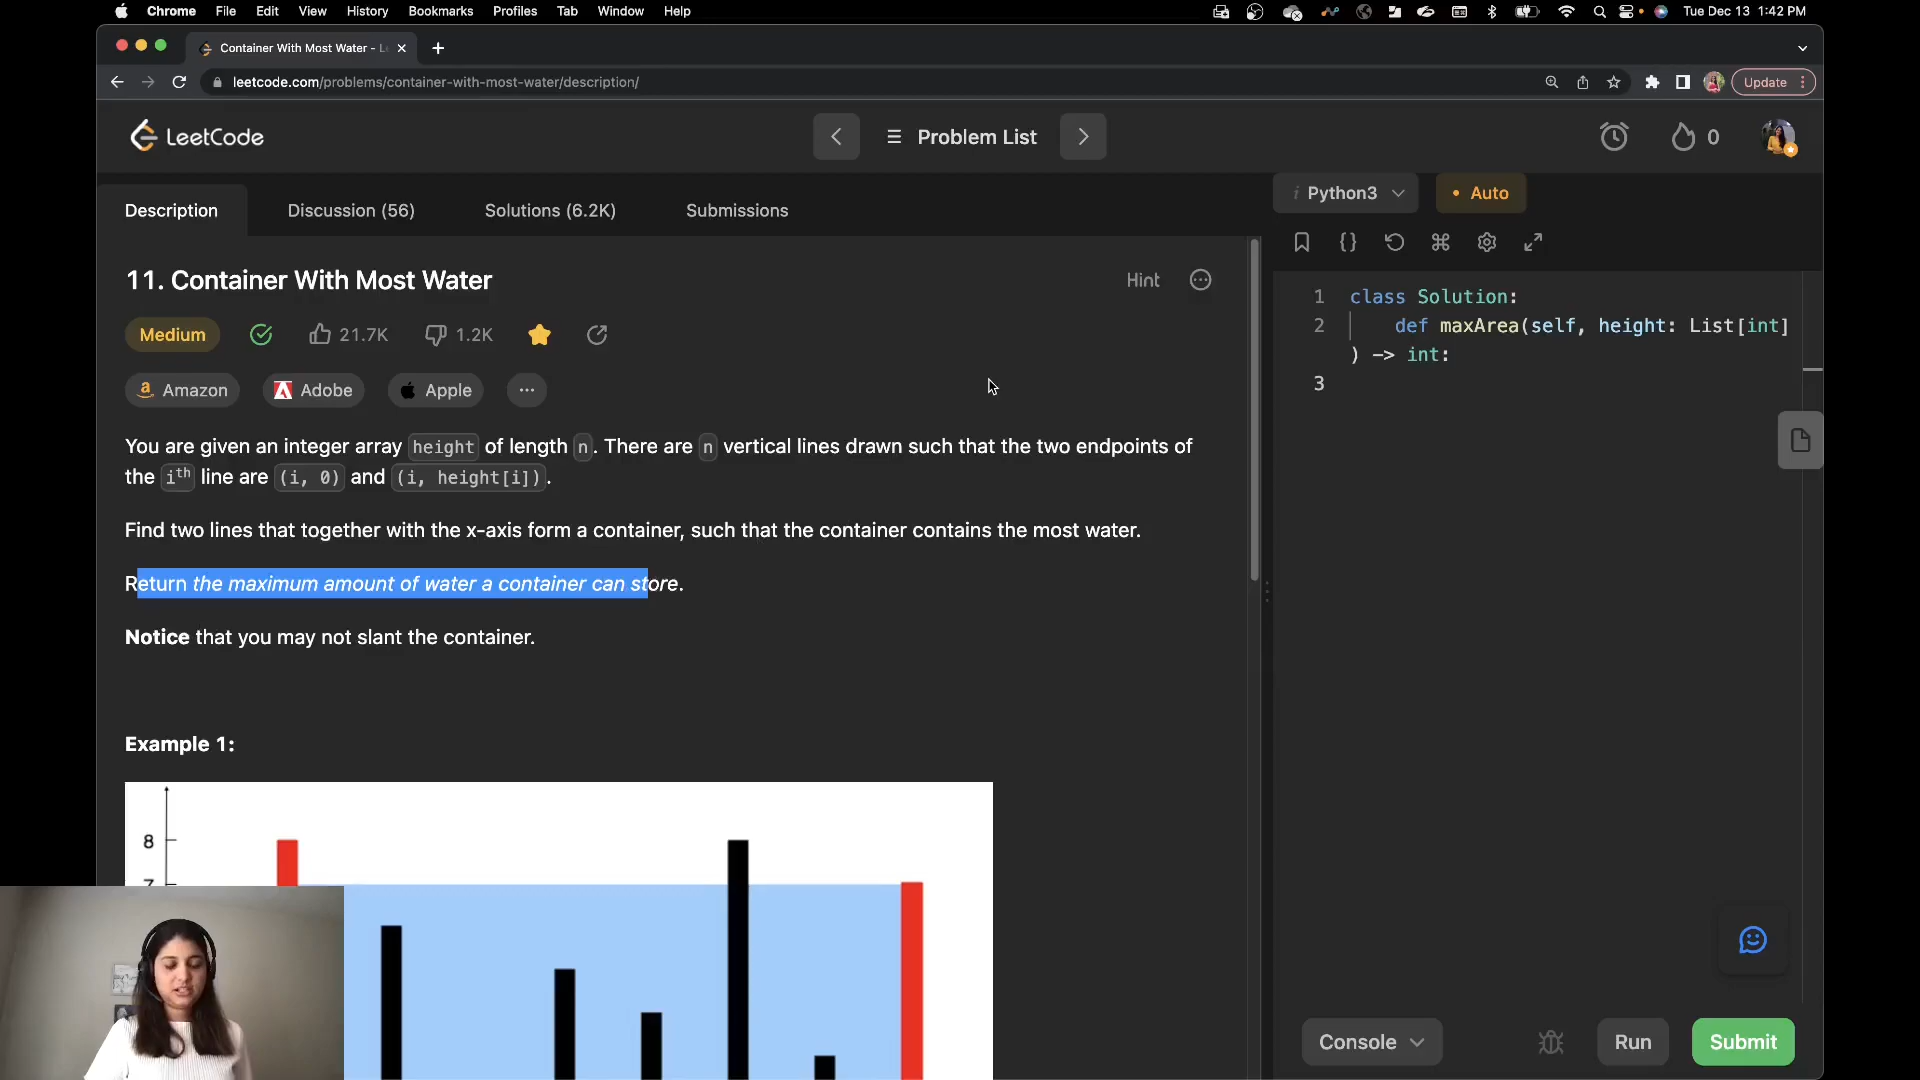 Chrome File Edit View History Bookmarks Profiles Tab Window Help Tue Dec 13 1:42 PM
Container With Most Water -
leetcode.com/problems/container-with-most-water/description/ Update
LeetCode Problem List 0
Description Discussion (56) Solutions (6.2K) Submissions
Python3 Auto
11. Container With Most Water Hint
Medium 21.7K 1.2K
Amazon Adobe Apple
You are given an integer array height of length n. There are n vertical lines drawn such that the two endpoints of
the iᵗʰ line are (i, 0) and (i, height[i]).
Find two lines that together with the x-axis form a container, such that the container contains the most water.
Return the maximum amount of water a container can store.
Notice that you may not slant the container.
Example 1:
8
7
1 class Solution:
2 def maxArea(self, height: List[int]
) -> int:
3
Console Run Submit